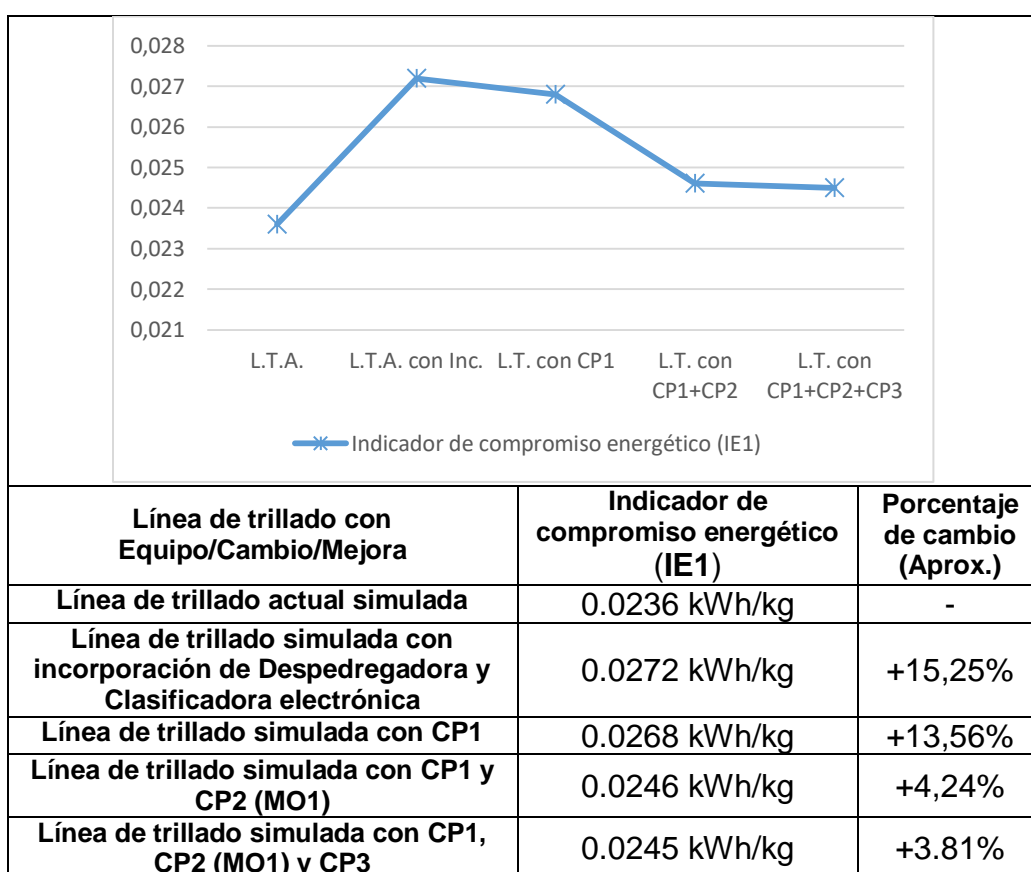 0,028
0,027
0,026
0,025
0,024
0,023
0,022
0,021
L.T.A.
L.T.A. con Inc.
L.T. con CP1
L.T. con
CP1+CP2
L.T. con
CP1+CP2+CP3
Indicador de compromiso energético (IE1)
Línea de trillado con
Equipo/Cambio/Mejora
Indicador de
compromiso energético
(IE1)
Porcentaje
de cambio
(Aprox.)
Línea de trillado actual simulada
0.0236 kWh/kg
-
Línea de trillado simulada con
incorporación de Despedregadora y
Clasificadora electrónica
0.0272 kWh/kg
+15,25%
Línea de trillado simulada con CP1
0.0268 kWh/kg
+13,56%
Línea de trillado simulada con CP1 y
CP2 (MO1)
0.0246 kWh/kg
+4,24%
Línea de trillado simulada con CP1,
CP2 (MO1) y CP3
0.0245 kWh/kg
+3.81%